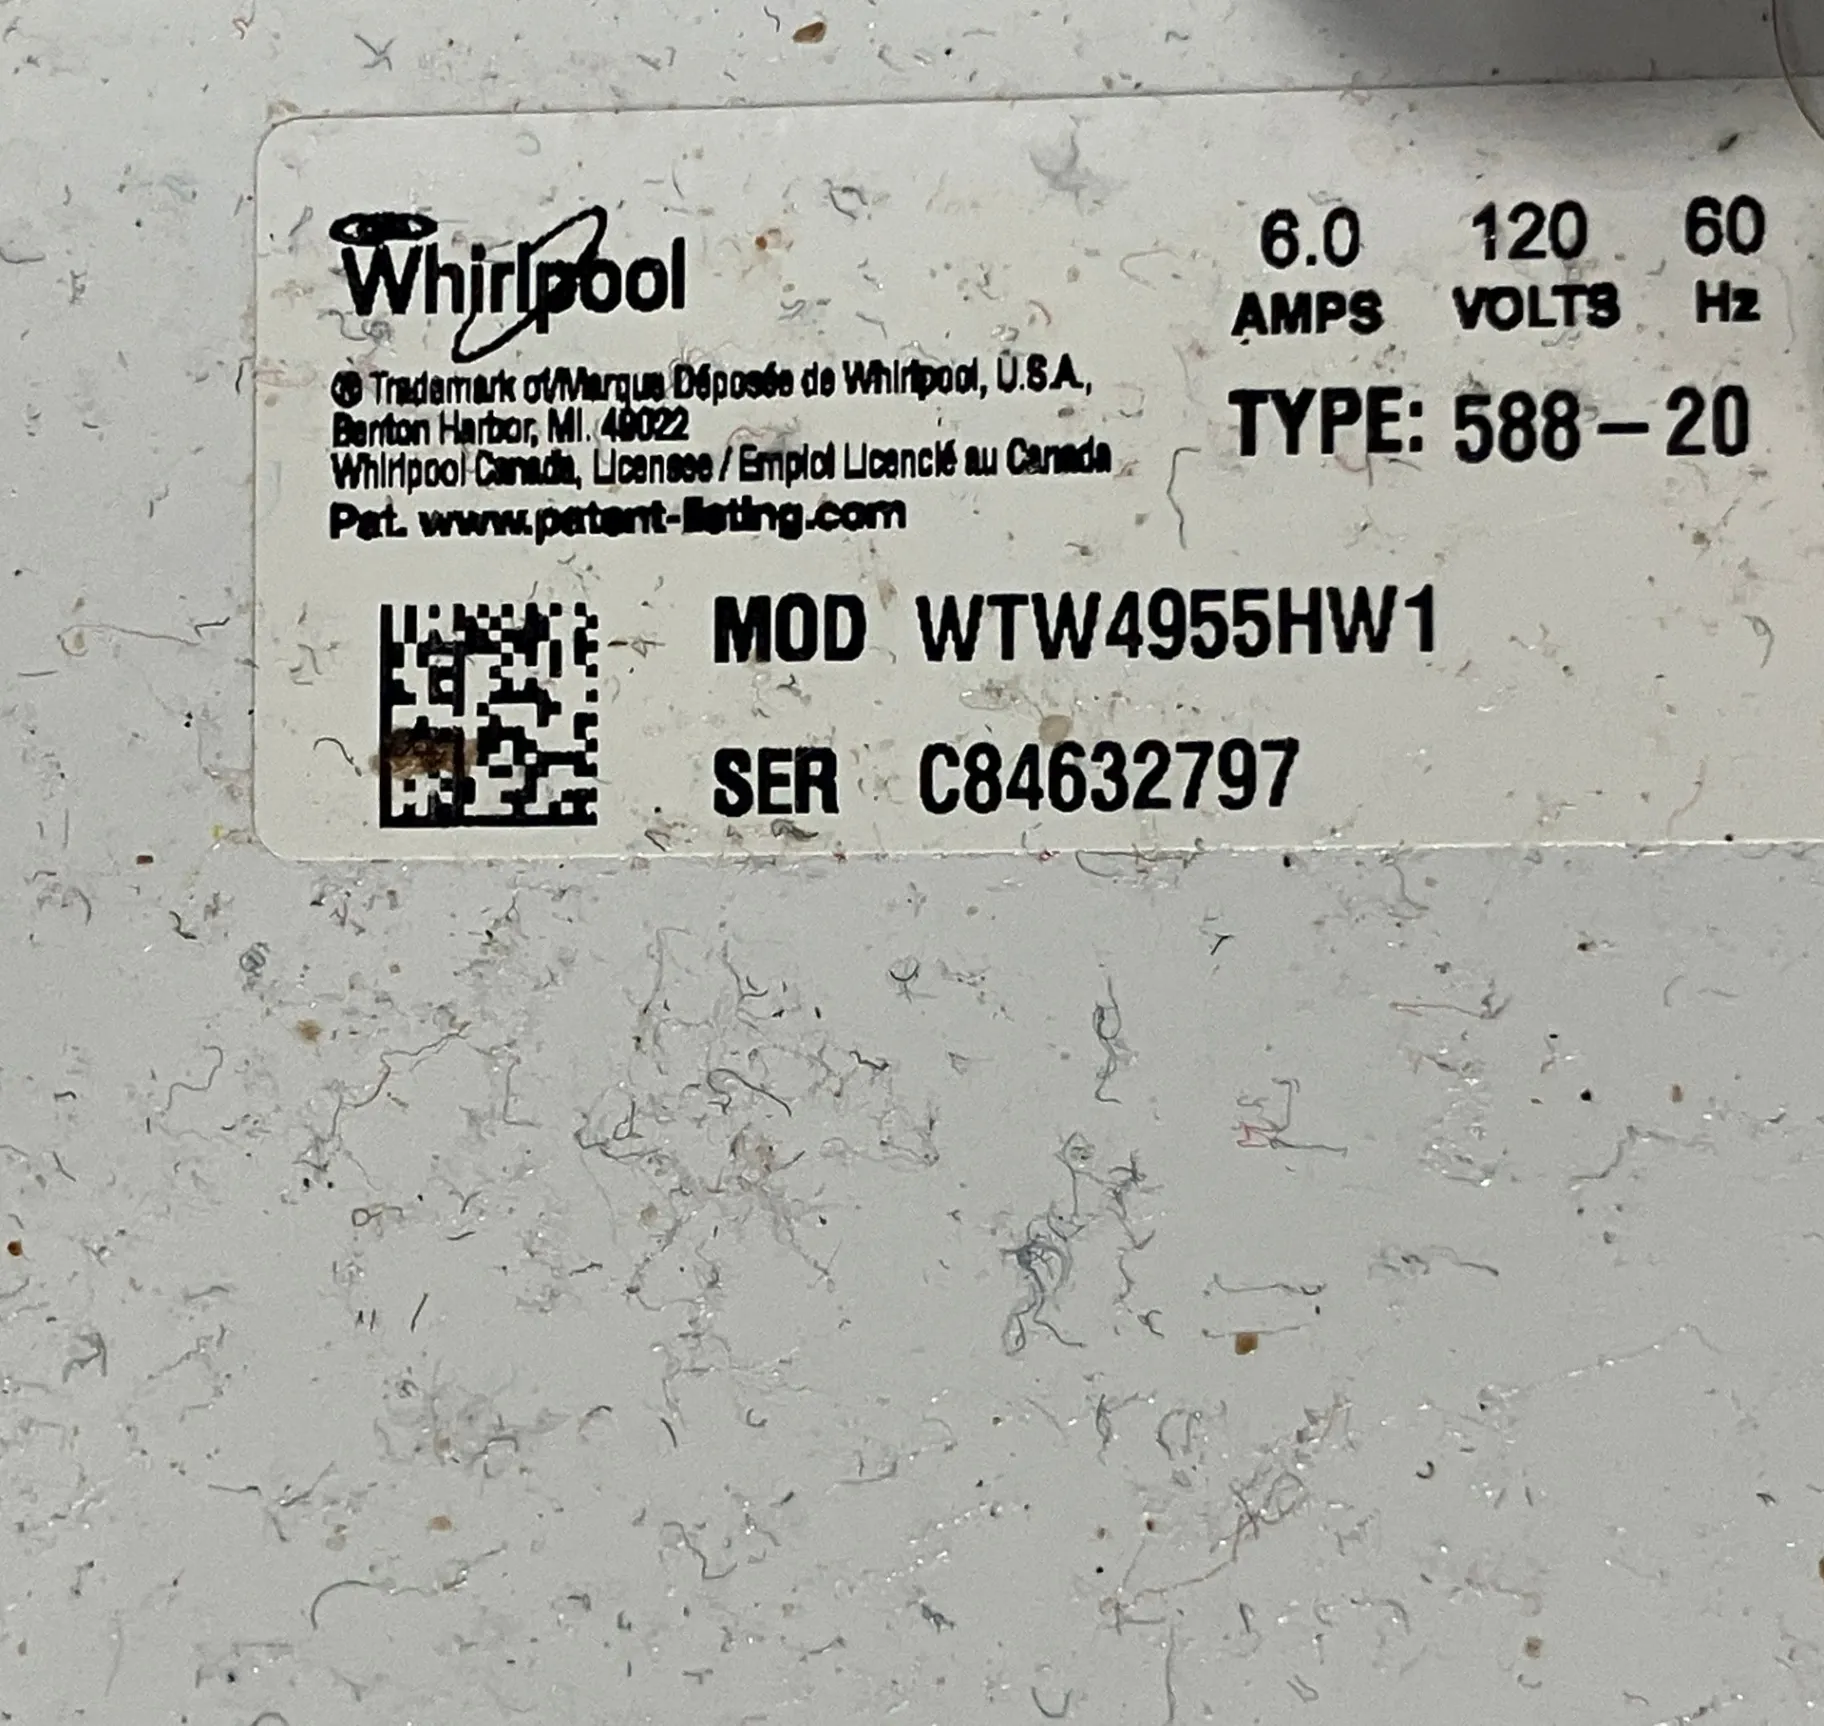 Whirlpool
® Trademark of/Marque Déposée de Whirlpool, U.S.A.,
Benton Harbor, MI. 49022
Whirlpool Canada, Licensee / Emploi Licencié au Canada
Pat. www.patent-listing.com
6.0 120 60
AMPS VOLTS Hz
TYPE: 588-20
MOD WTW4955HW1
SER C84632797